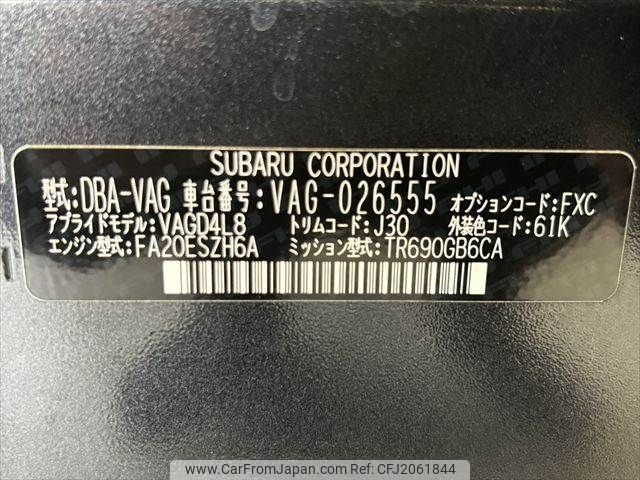 SUBARU CORPORATION
型式:DBA-VAG 車台番号:VAG-026555 オプションコード:FXC
アプライドモデル:VAGD4L8 トリムコード:J30 外装色コード:61K
エンジン型式:FA20ESZH6A ミッション型式:TR690GB6CA
www.CarFromJapan.com | CFJ2061844